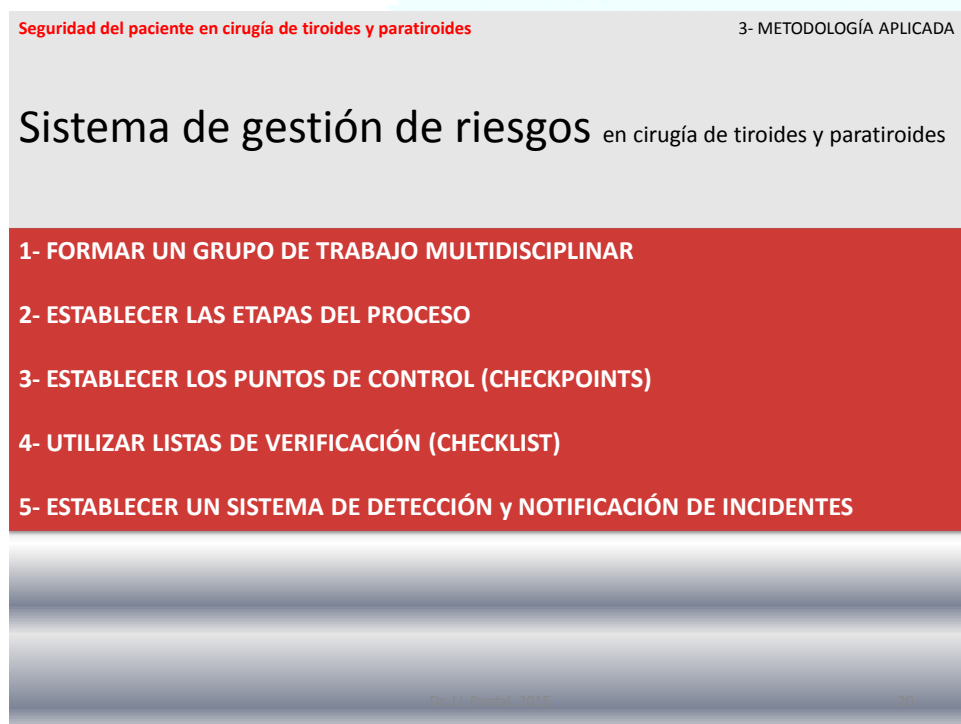 Seguridad del paciente en cirugía de tiroides y paratiroides
3- METODOLOGÍA APLICADA
Sistema de gestión de riesgos en cirugía de tiroides y paratiroides
1- FORMAR UN GRUPO DE TRABAJO MULTIDISCIPLINAR
2- ESTABLECER LAS ETAPAS DEL PROCESO
3- ESTABLECER LOS PUNTOS DE CONTROL (CHECKPOINTS)
4- UTILIZAR LISTAS DE VERIFICACIÓN (CHECKLIST)
5- ESTABLECER UN SISTEMA DE DETECCIÓN y NOTIFICACIÓN DE INCIDENTES